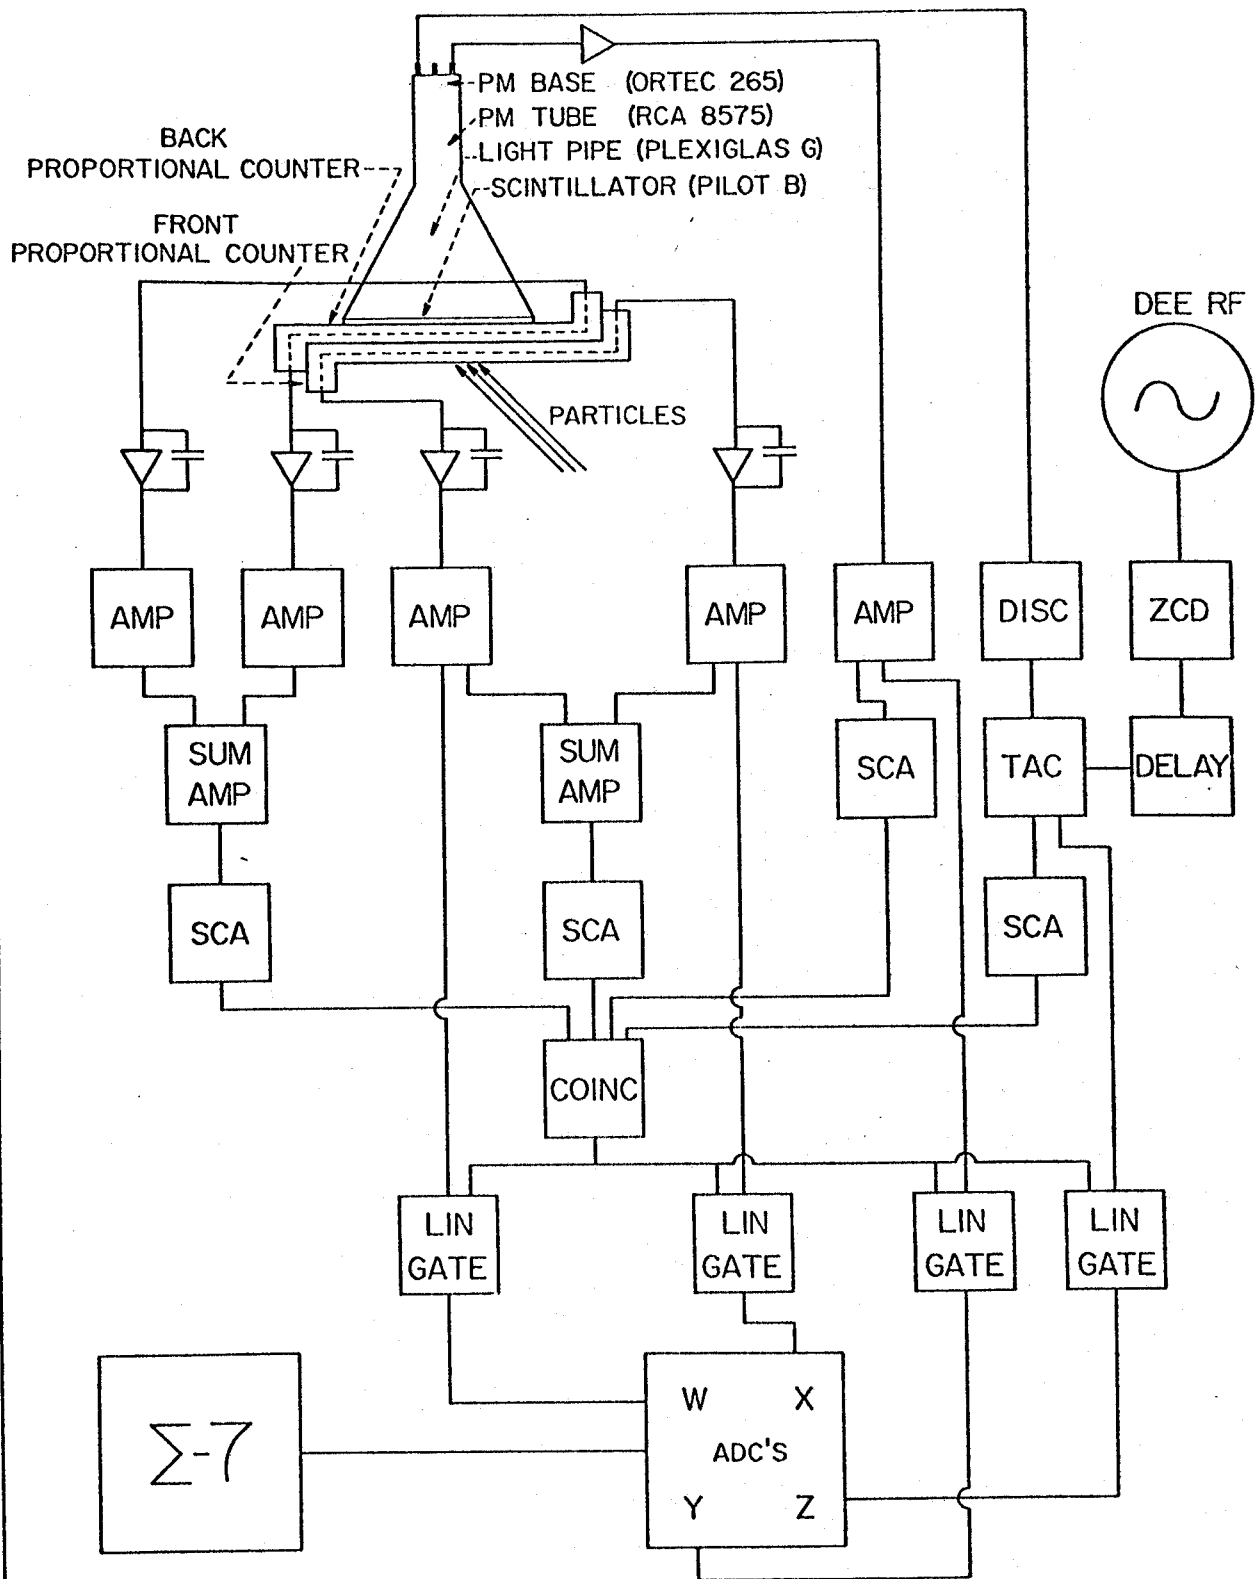 PM BASE (ORTEC 265)
PM TUBE (RCA 8575)
LIGHT PIPE (PLEXIGLAS G)
SCINTILLATOR (PILOT B)
BACK
PROPORTIONAL COUNTER
FRONT
PROPORTIONAL COUNTER
PARTICLES
DEE RF
AMP
AMP
AMP
AMP
AMP
DISC
ZCD
SUM
AMP
SUM
AMP
SCA
TAC
DELAY
SCA
SCA
SCA
COINC
LIN
GATE
LIN
GATE
LIN
GATE
LIN
GATE
Σ-7
W X
ADC'S
Y Z